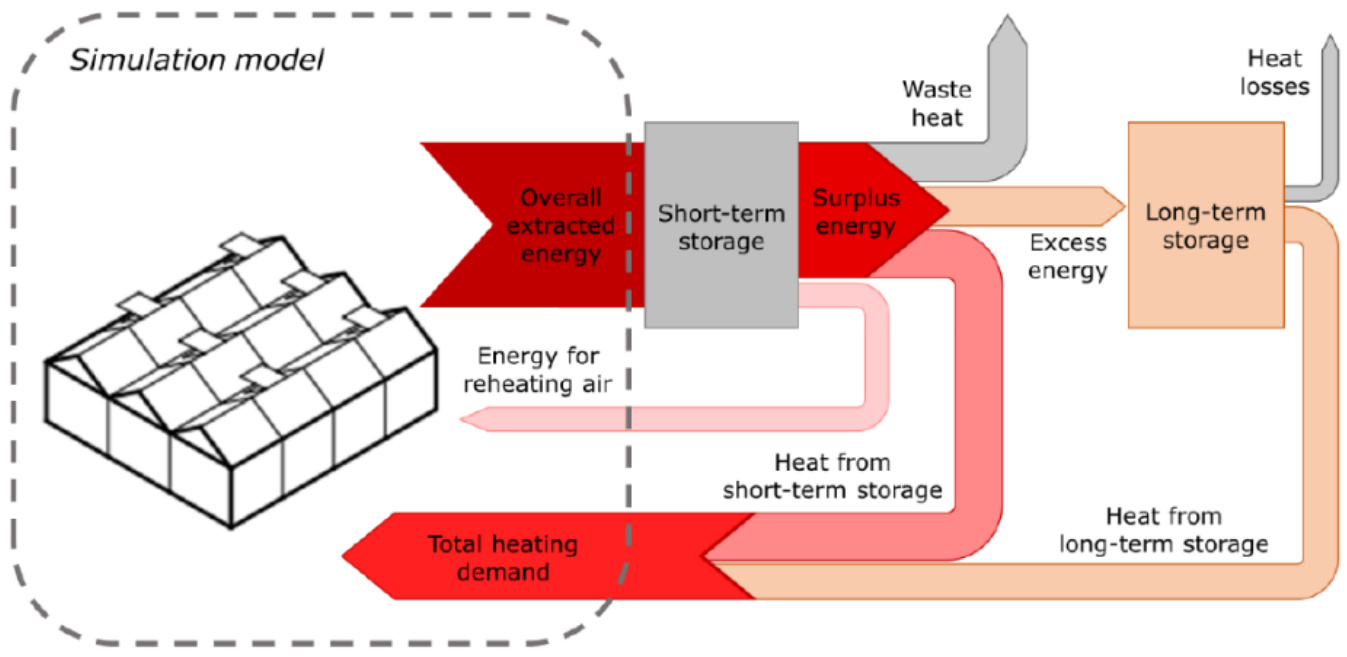 Simulation model
Waste
heat
Heat
losses
Overall
extracted
energy
Short-term
storage
Surplus
energy
Excess
energy
Long-term
storage
Energy for
reheating air
Heat from
short-term storage
Heat from
long-term storage
Total heating
demand